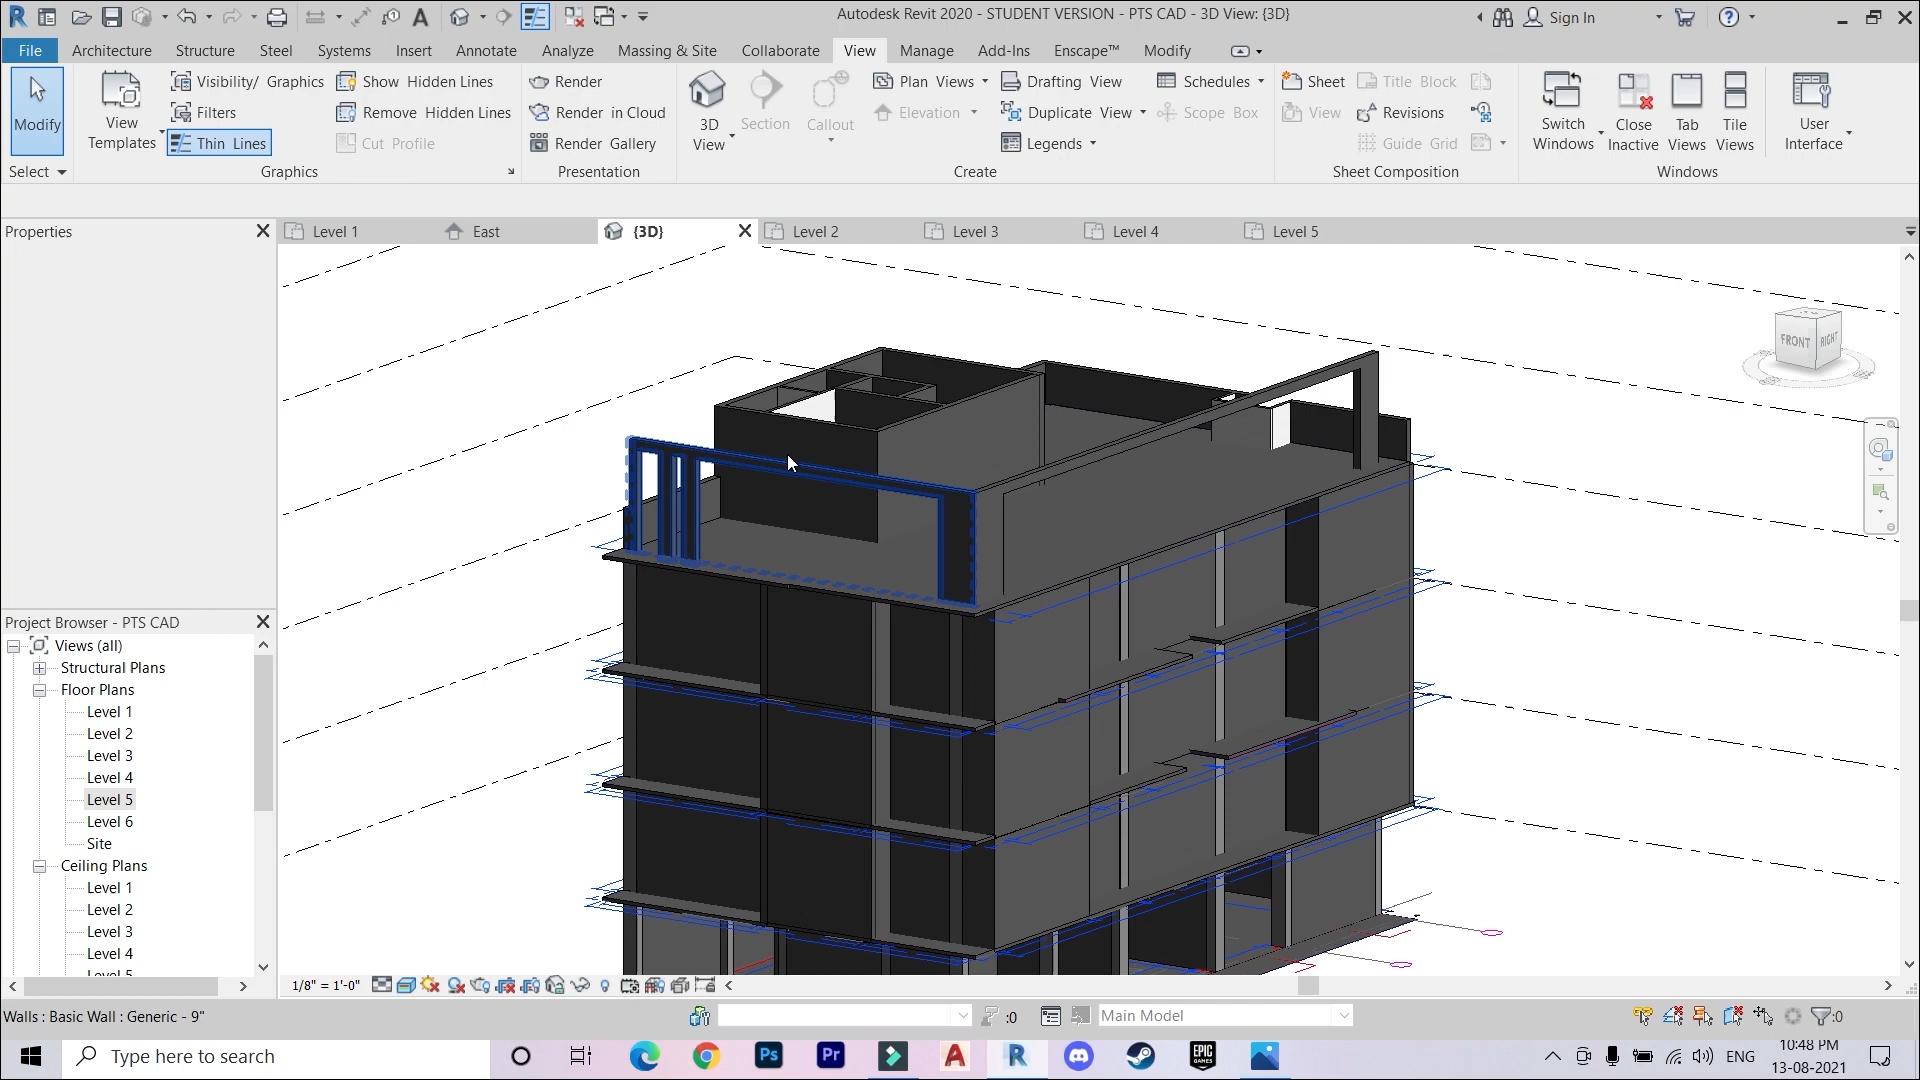 Autodesk Revit 2020 - STUDENT VERSION - PTS CAD - 3D View: {3D}
Sign In
File Architecture Structure Steel Systems Insert Annotate Analyze Massing & Site Collaborate View Manage Add-Ins Enscape™ Modify
Modify
View
Templates
Visibility/ Graphics
Filters
Thin Lines
Show Hidden Lines
Remove Hidden Lines
Cut Profile
Render
Render in Cloud
Render Gallery
3D
View
Section
Callout
Plan Views
Elevation
Drafting View
Duplicate View
Legends
Schedules
Scope Box
Sheet
View
Title Block
Revisions
Guide Grid
Switch
Windows
Close
Inactive
Tab
Views
Tile
Views
User
Interface
Select Graphics Presentation Create Sheet Composition Windows
Properties
Level 1 East {3D} Level 2 Level 3 Level 4 Level 5
FRONT RIGHT
Project Browser - PTS CAD
Views (all)
Structural Plans
Floor Plans
Level 1
Level 2
Level 3
Level 4
Level 5
Level 6
Site
Ceiling Plans
Level 1
Level 2
Level 3
Level 4
Level 5
1/8" = 1'-0"
Walls : Basic Wall : Generic - 9"
:0
Main Model
:0
Type here to search
Ps
Pr
EPIC
GAMES
ENG
10:48 PM
13-08-2021